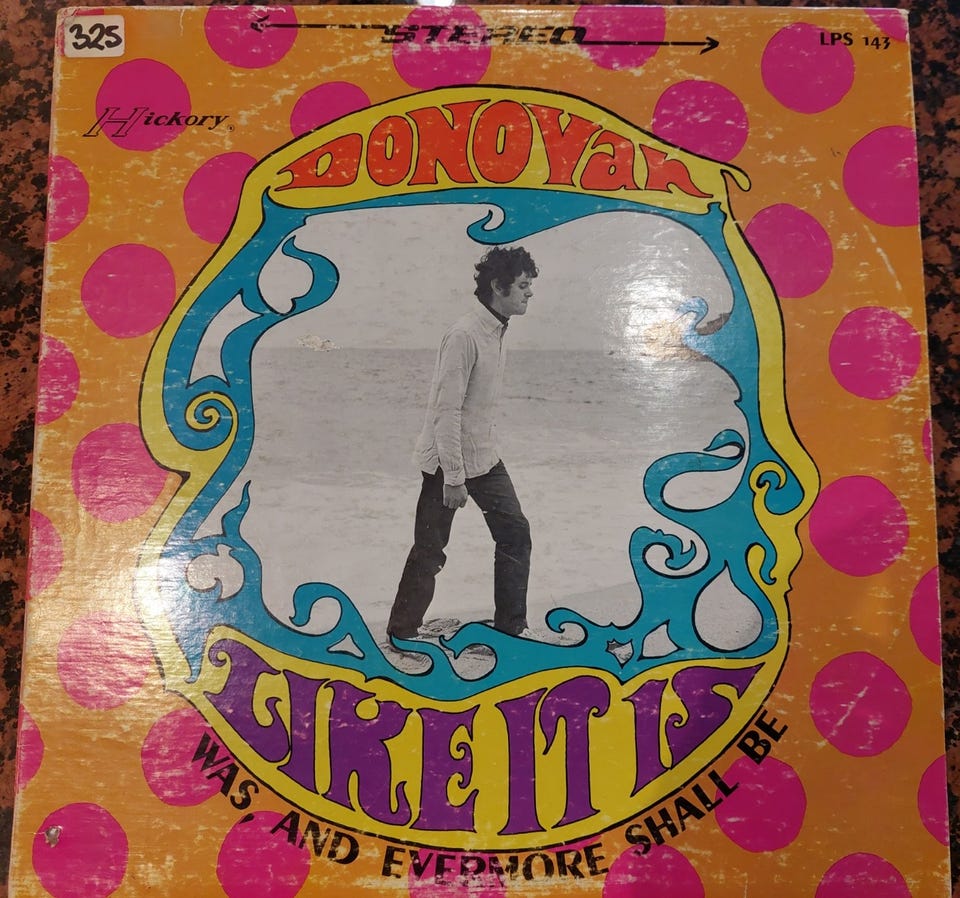 325
STEREO
LPS 143
Hickory
DONOVan
LIKE IT IS
WAS, AND EVERMORE SHALL BE